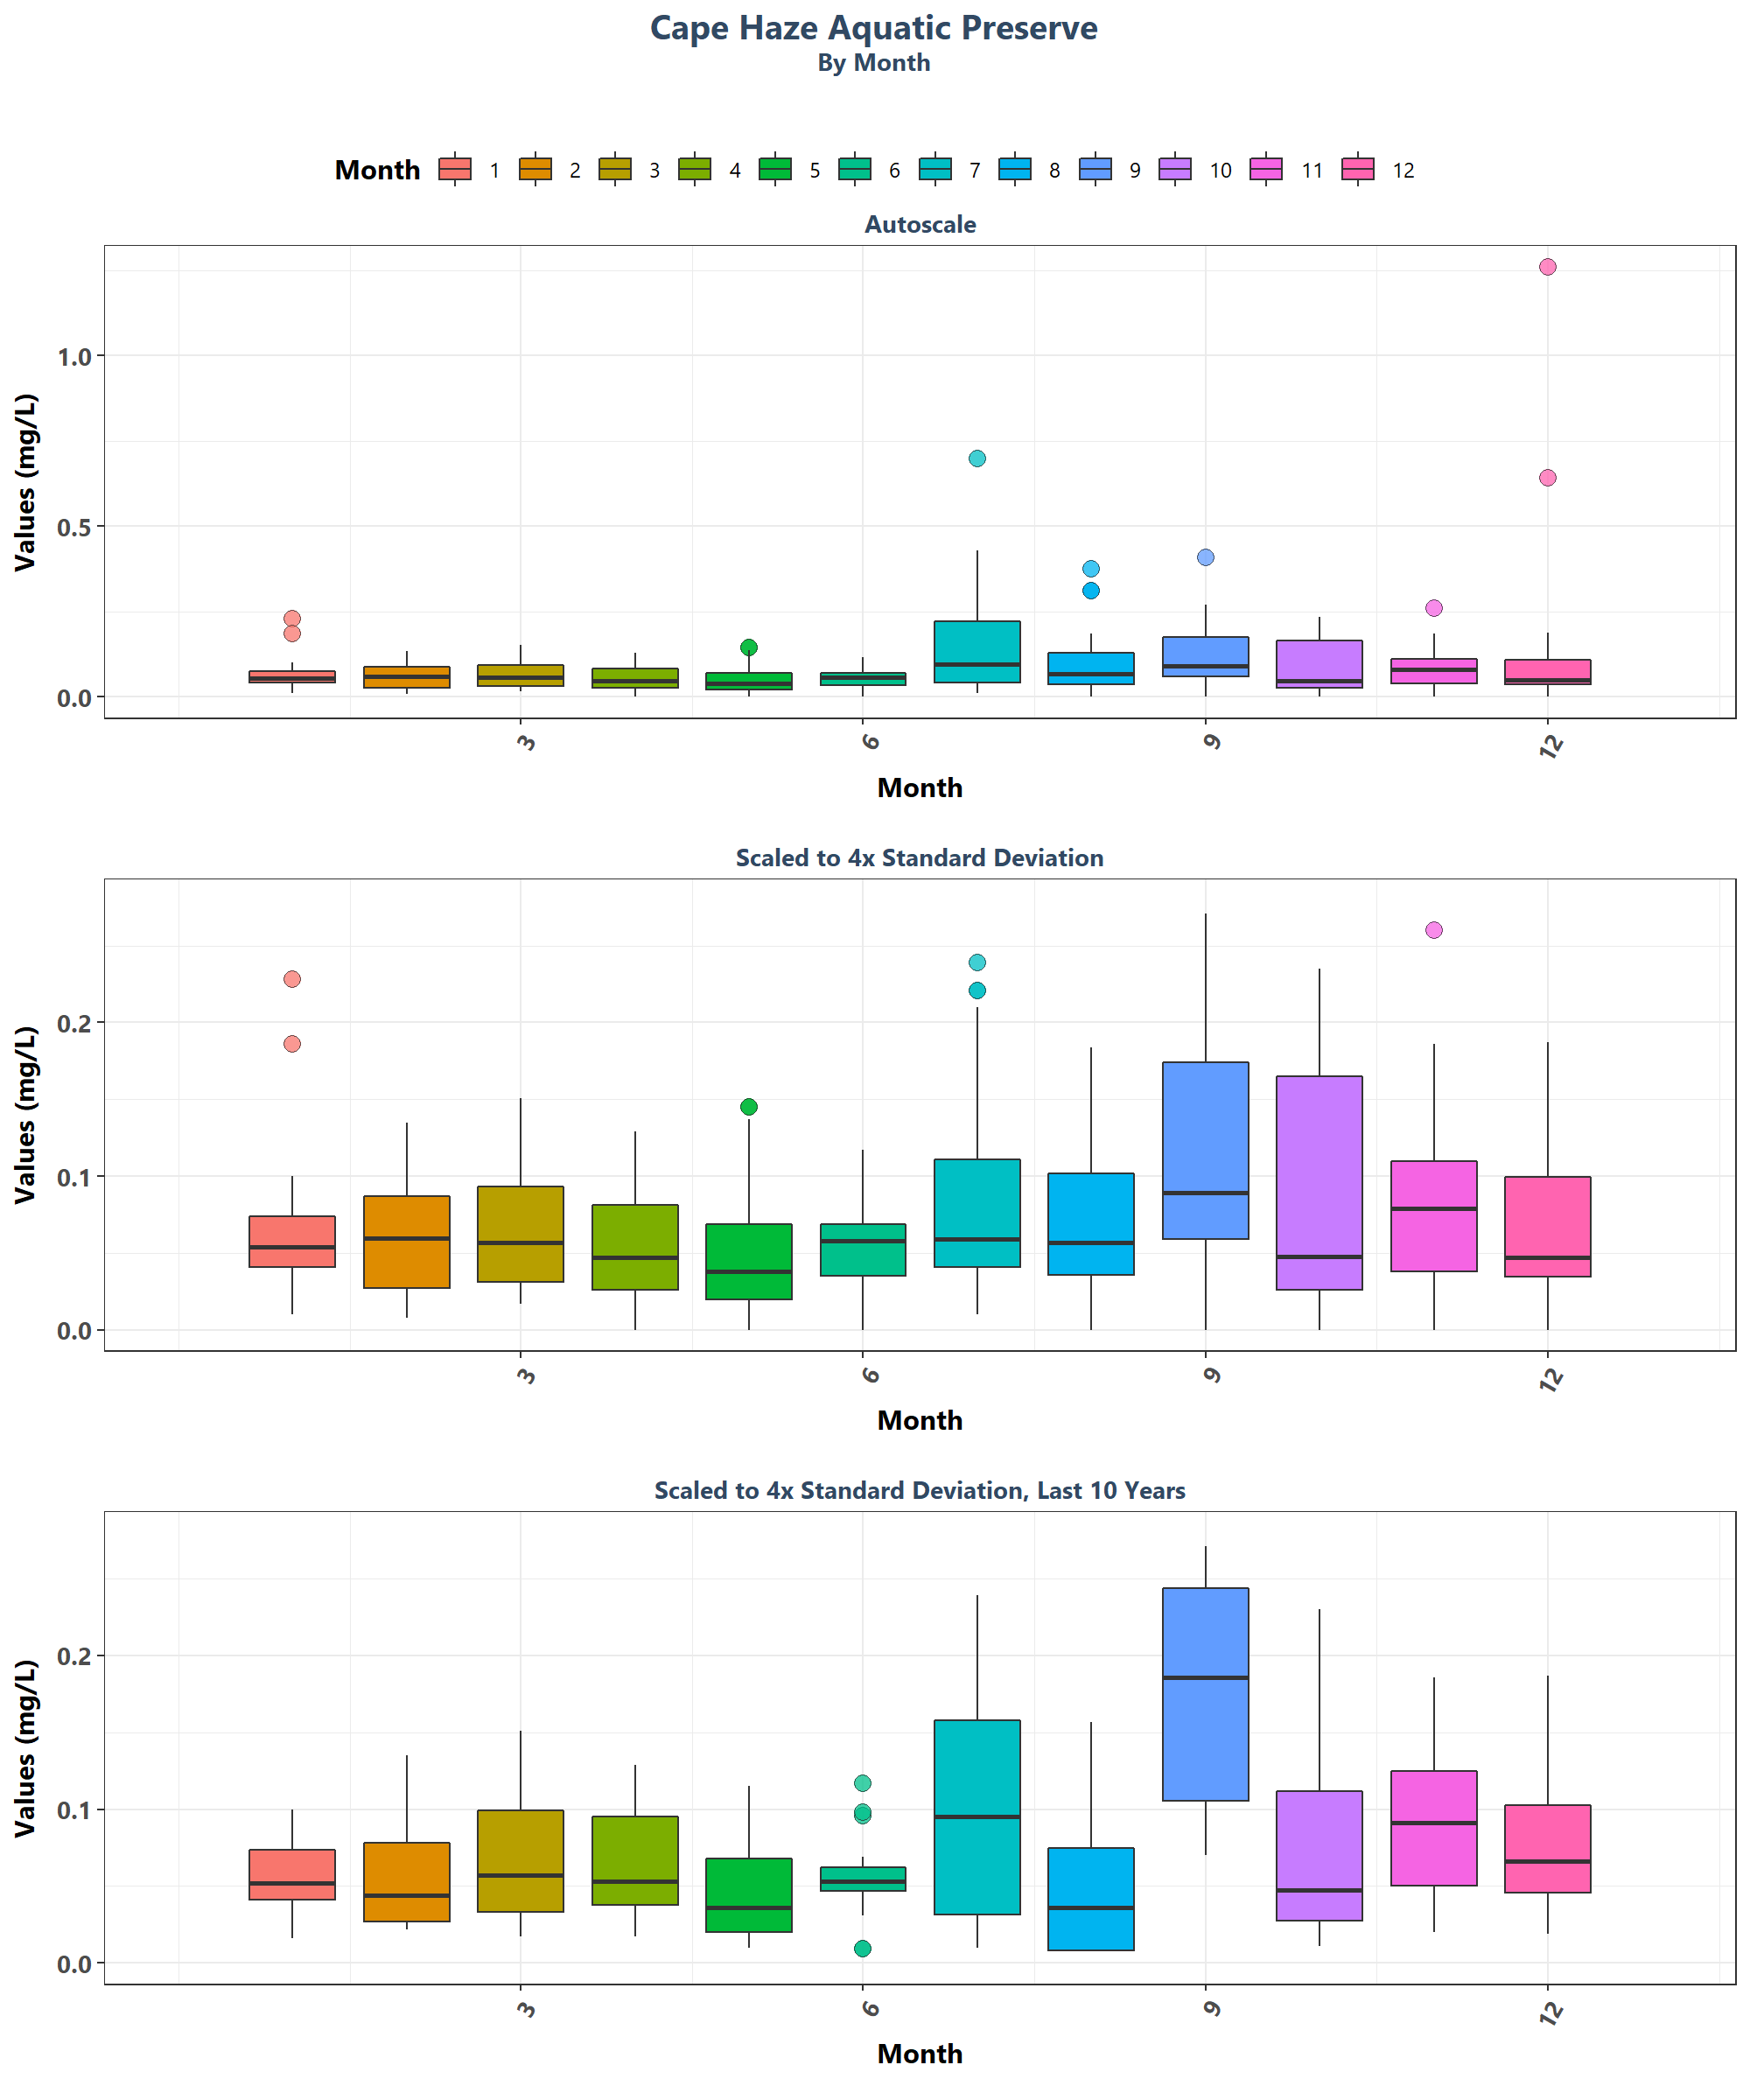 Cape Haze Aquatic Preserve
By Month
Month 1 2 3 4 5 6 7 8 9 10 11 12
Autoscale
Values (mg/L)
1.0
0.5
0.0
3 6 9 12
Month
Scaled to 4x Standard Deviation
Values (mg/L)
0.2
0.1
0.0
3 6 9 12
Month
Scaled to 4x Standard Deviation, Last 10 Years
Values (mg/L)
0.2
0.1
0.0
3 6 9 12
Month